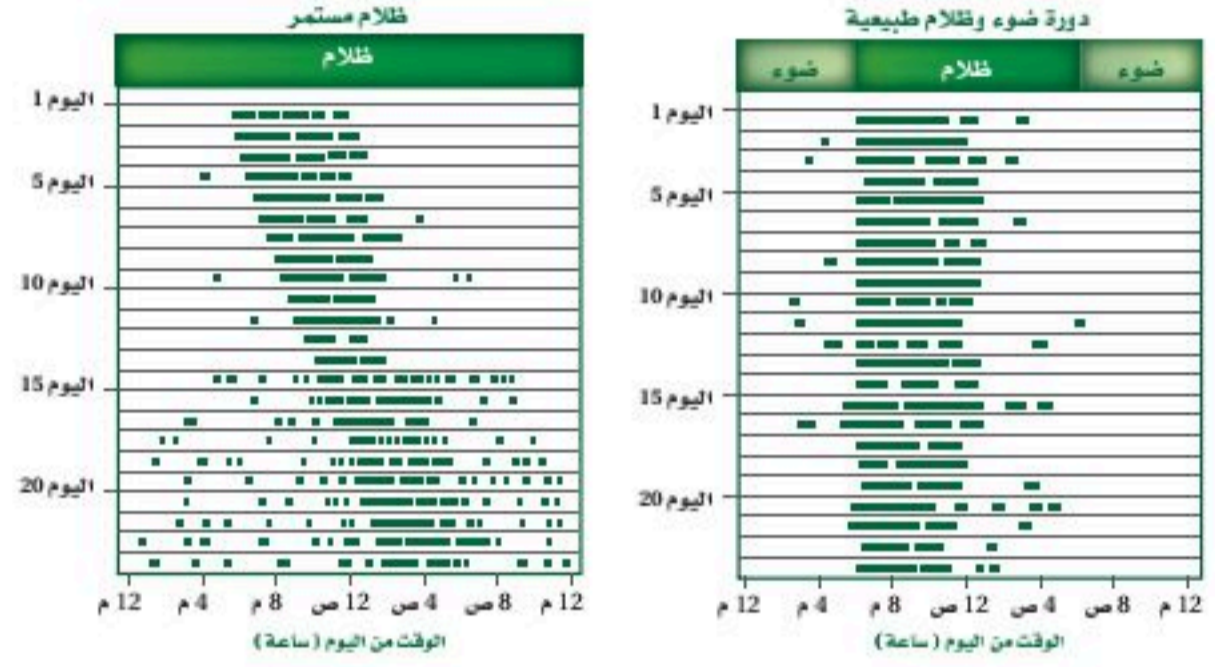 دورة ضوء وظلام طبيعية
ضوء ظلام ضوء
اليوم 1
اليوم 5
اليوم 10
اليوم 15
اليوم 20
12 م 4 م 8 م 12 ص 4 ص 8 ص 12 م
الوقت من اليوم (ساعة)
ظلام مستمر
ظلام
اليوم 1
اليوم 5
اليوم 10
اليوم 15
اليوم 20
12 م 4 م 8 م 12 ص 4 ص 8 ص 12 م
الوقت من اليوم (ساعة)